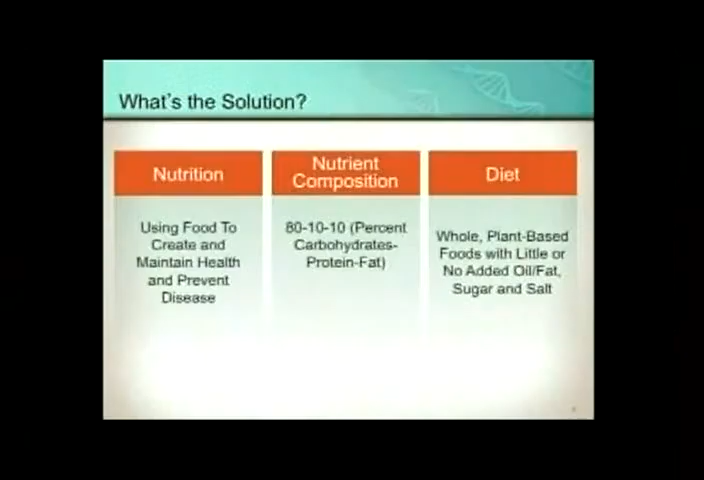 What's the Solution?
Nutrition
Nutrient
Composition
Diet
Using Food To
Create and
Maintain Health
and Prevent
Disease
80-10-10 (Percent
Carbohydrates-
Protein-Fat)
Whole, Plant-Based
Foods with Little or
No Added Oil/Fat,
Sugar and Salt